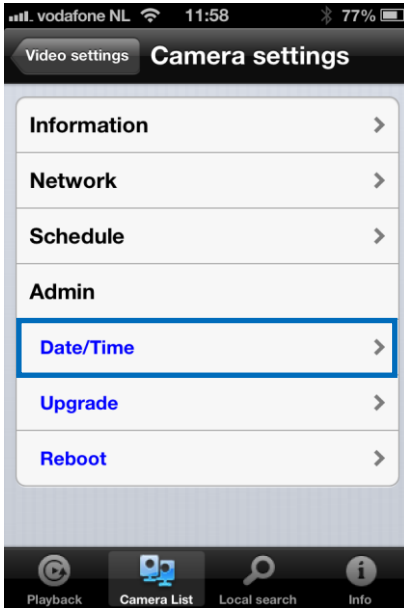 vodafone NL 11:58 77%
Video settings Camera settings
Information
Network
Schedule
Admin
Date/Time
Upgrade
Reboot
Playback Camera List Local search Info